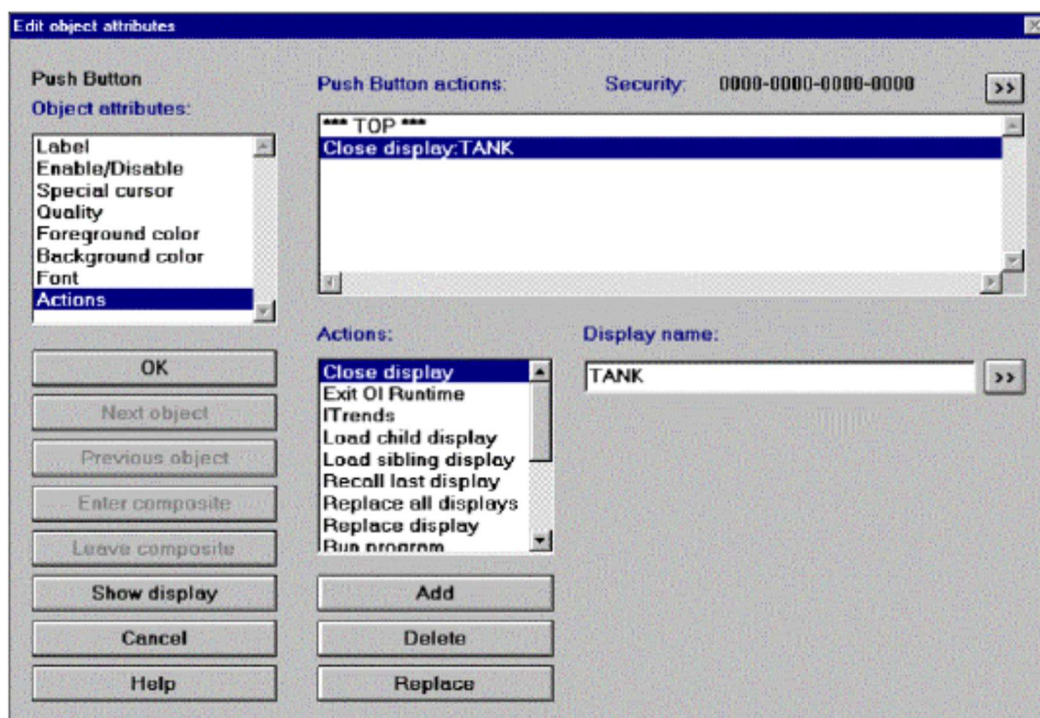 Edit object attributes
Push Button
Object attributes:
Label
Enable/Disable
Special cursor
Quality
Foreground color
Background color
Font
Actions
OK
Next object
Previous object
Enter composite
Leave composite
Show display
Cancel
Help
Push Button actions:
Security: 0000-0000-0000-0000
>>
*** TOP ***
Close display:TANK
Actions:
Close display
Exit OI Runtime
ITrends
Load child display
Load sibling display
Recall last display
Replace all displays
Replace display
Run program
Add
Delete
Replace
Display name:
TANK
>>